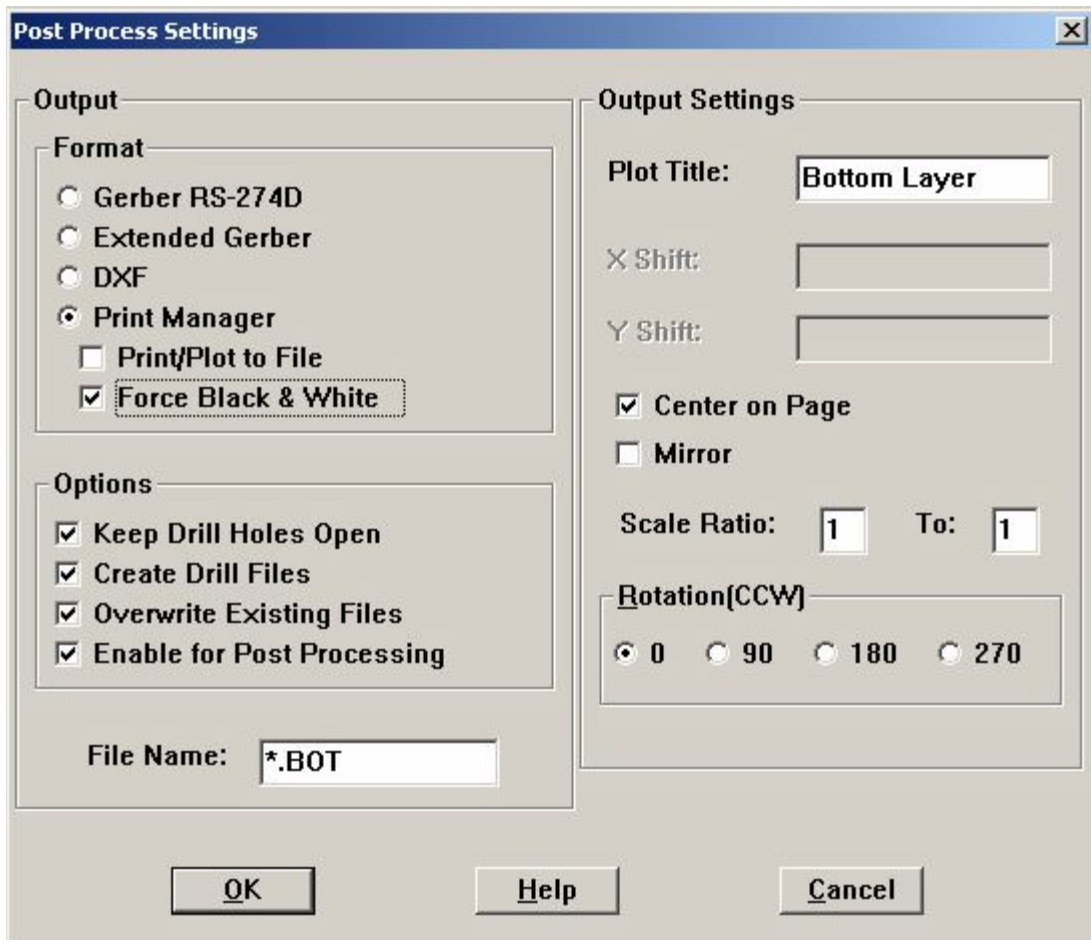 Post Process Settings
Output
Format
Gerber RS-274D
Extended Gerber
DXF
Print Manager
Print/Plot to File
Force Black & White
Options
Keep Drill Holes Open
Create Drill Files
Overwrite Existing Files
Enable for Post Processing
File Name: *.BOT
Output Settings
Plot Title: Bottom Layer
X Shift:
Y Shift:
Center on Page
Mirror
Scale Ratio: 1 To: 1
Rotation(CCW)
0 90 180 270
OK Help Cancel